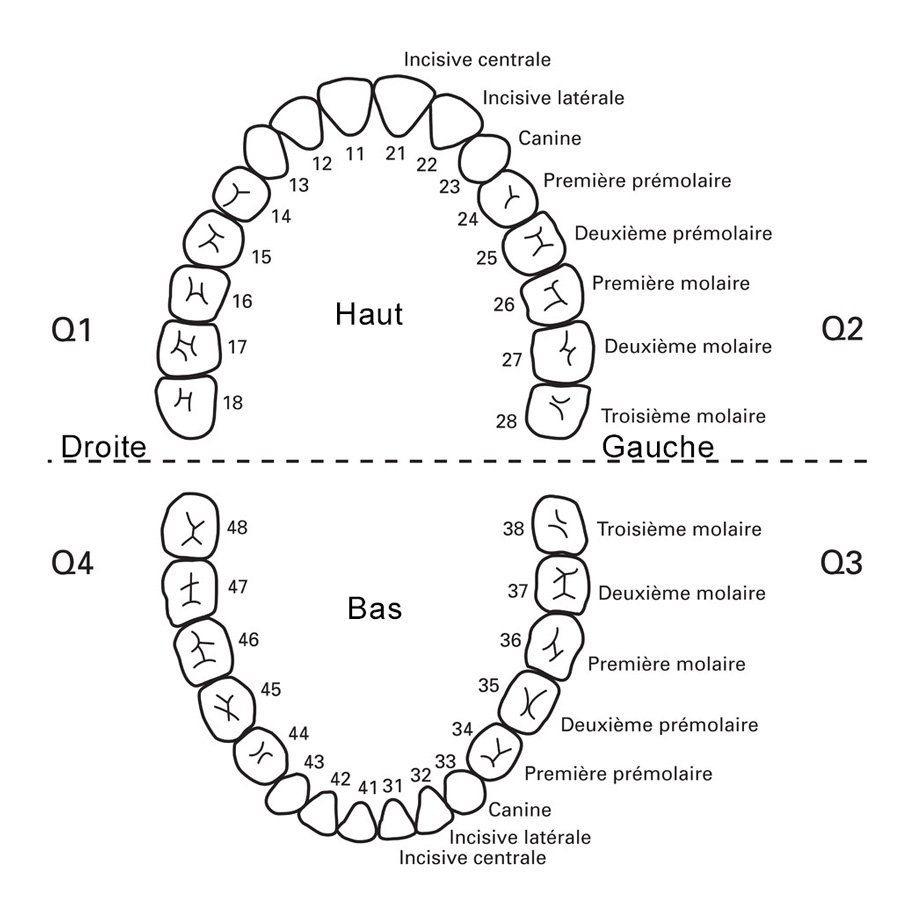 Incisive centrale
Incisive latérale
12 11 21 22 Canine
13 23 Première prémolaire
14 24
15 25 Deuxième prémolaire
16 26 Première molaire
Q1 Haut Q2
17 27 Deuxième molaire
18 28 Troisième molaire
Droite Gauche
48 38 Troisième molaire
Q4 Q3
47 37 Deuxième molaire
Bas
46 36 Première molaire
45 35 Deuxième prémolaire
44 34
43 33 Première prémolaire
42 41 31 32 Canine
Incisive latérale
Incisive centrale